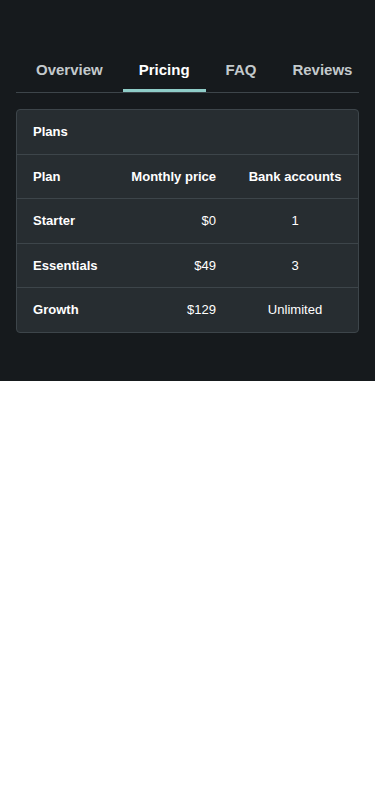 Overview Pricing FAQ Reviews
Plans
Plan Monthly price Bank accounts
Starter $0 1
Essentials $49 3
Growth $129 Unlimited